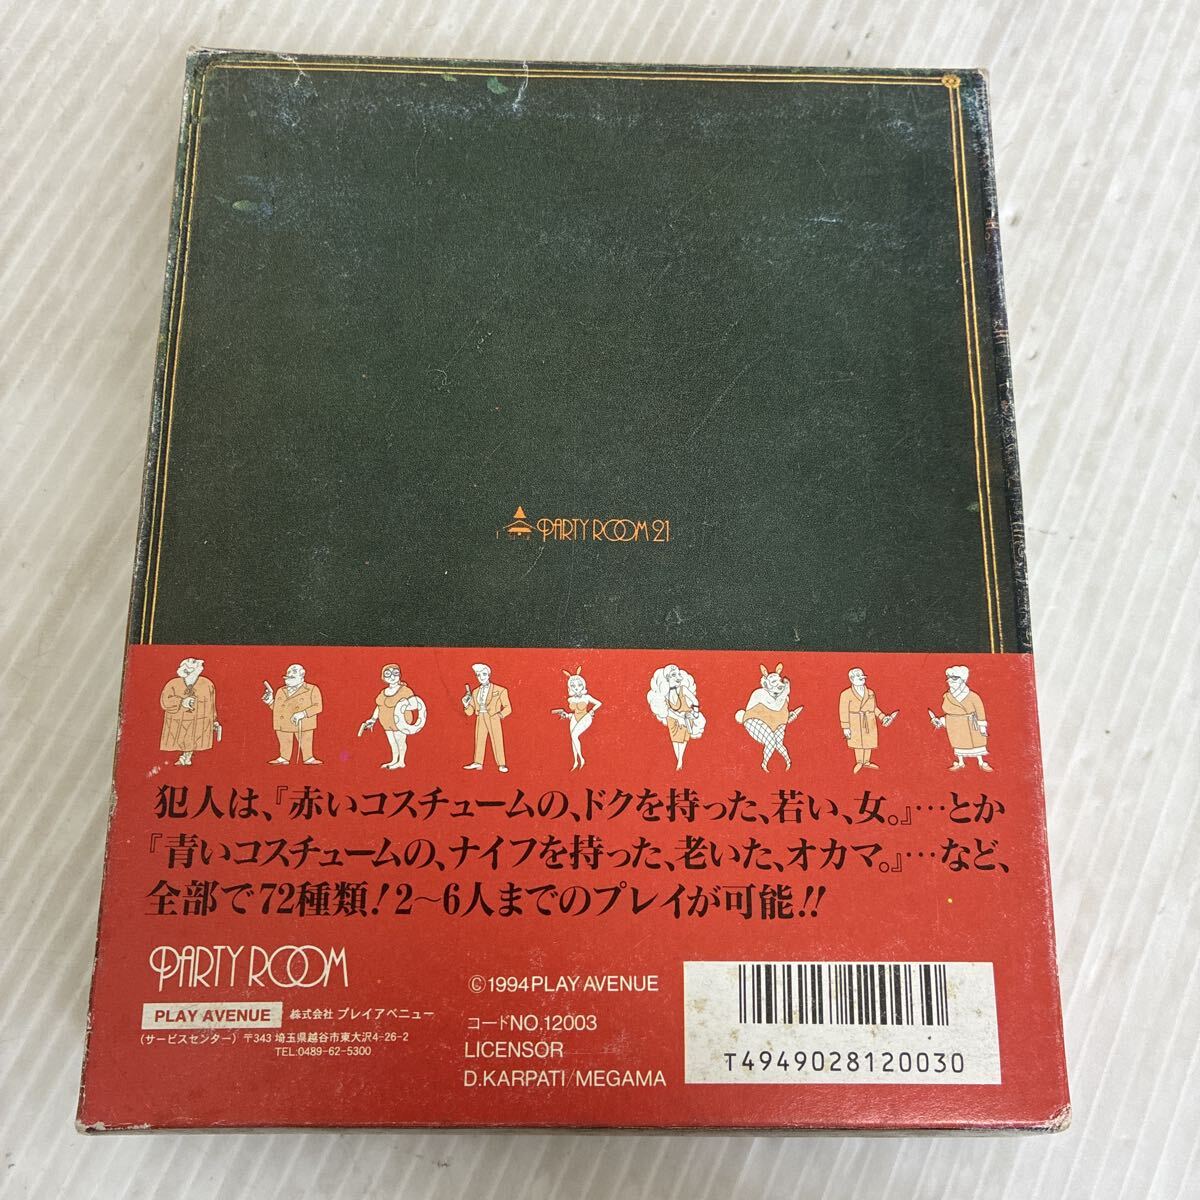 PARTY ROOM 21
犯人は、『赤いコスチュームの、ドクを持った、若い、女。』…とか
『青いコスチュームの、ナイフを持った、老いた、オカマ。』…など、
全部で72種類!2〜6人までのプレイが可能!!
PARTY ROOM
PLAY AVENUE 株式会社 プレイアベニュー
(サービスセンター) 〒343 埼玉県越谷市東大沢4-26-2
TEL:0489-62-5300
©1994 PLAY AVENUE
コードNO.12003
LICENSOR
D.KARPATI/MEGAMA
T4949028120030